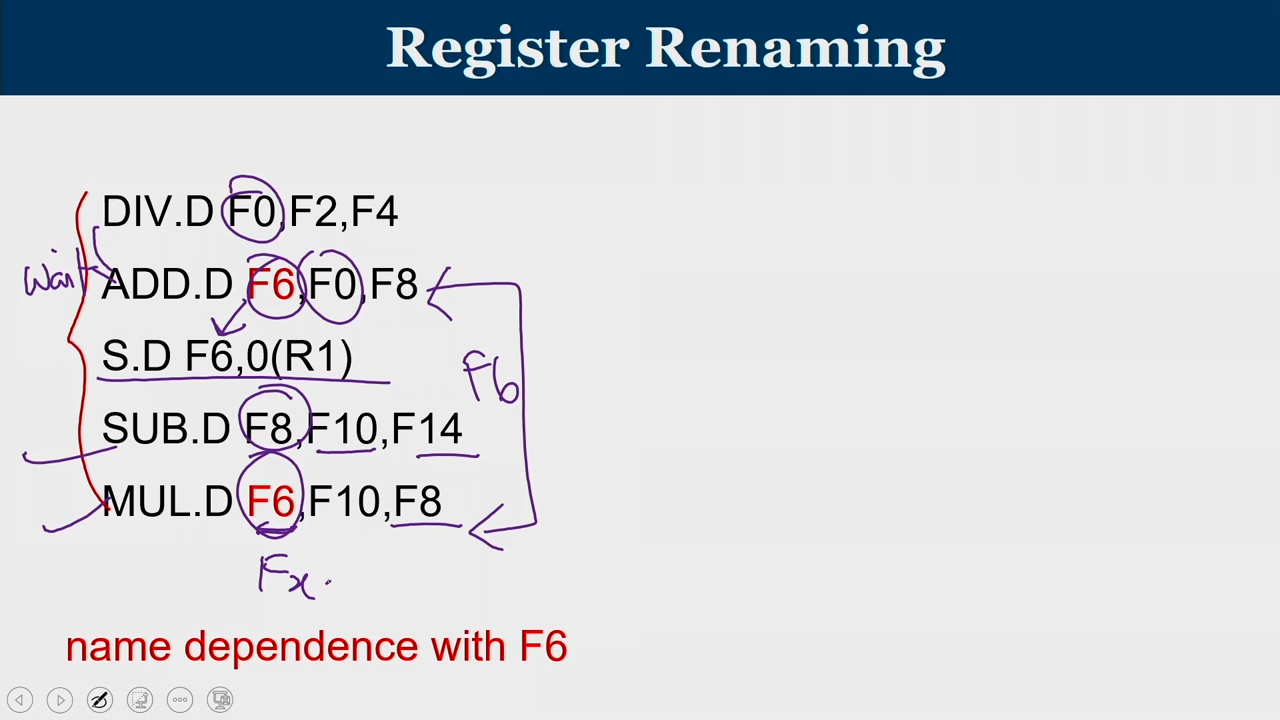 Register Renaming
DIV.D F0,F2,F4
wait
ADD.D F6,F0,F8
S.D F6,0(R1)
F6
SUB.D F8,F10,F14
MUL.D F6,F10,F8
Fx
name dependence with F6